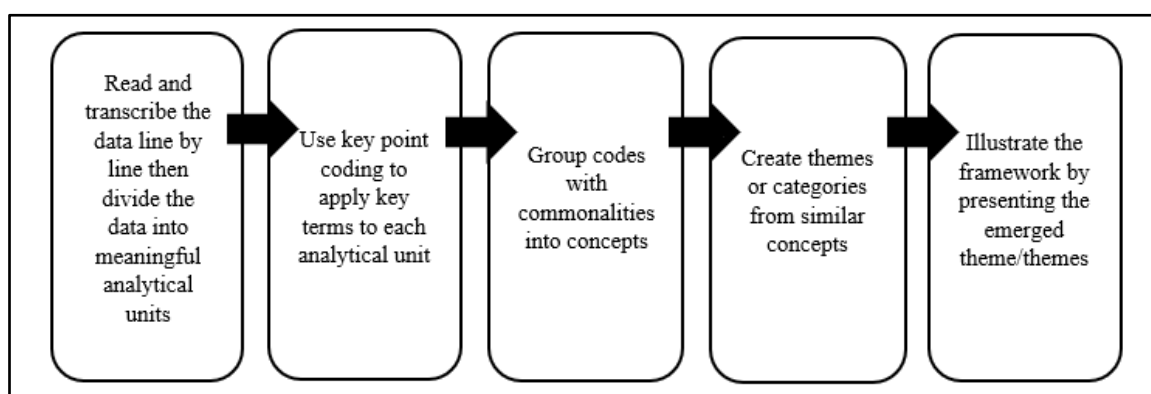 Read and
transcribe the
data line by
line then
divide the
data into
meaningful
analytical
units
Use key point
coding to
apply key
terms to each
analytical unit
Group codes
with
commonalities
into concepts
Create themes
or categories
from similar
concepts
Illustrate the
framework by
presenting the
emerged
theme/themes